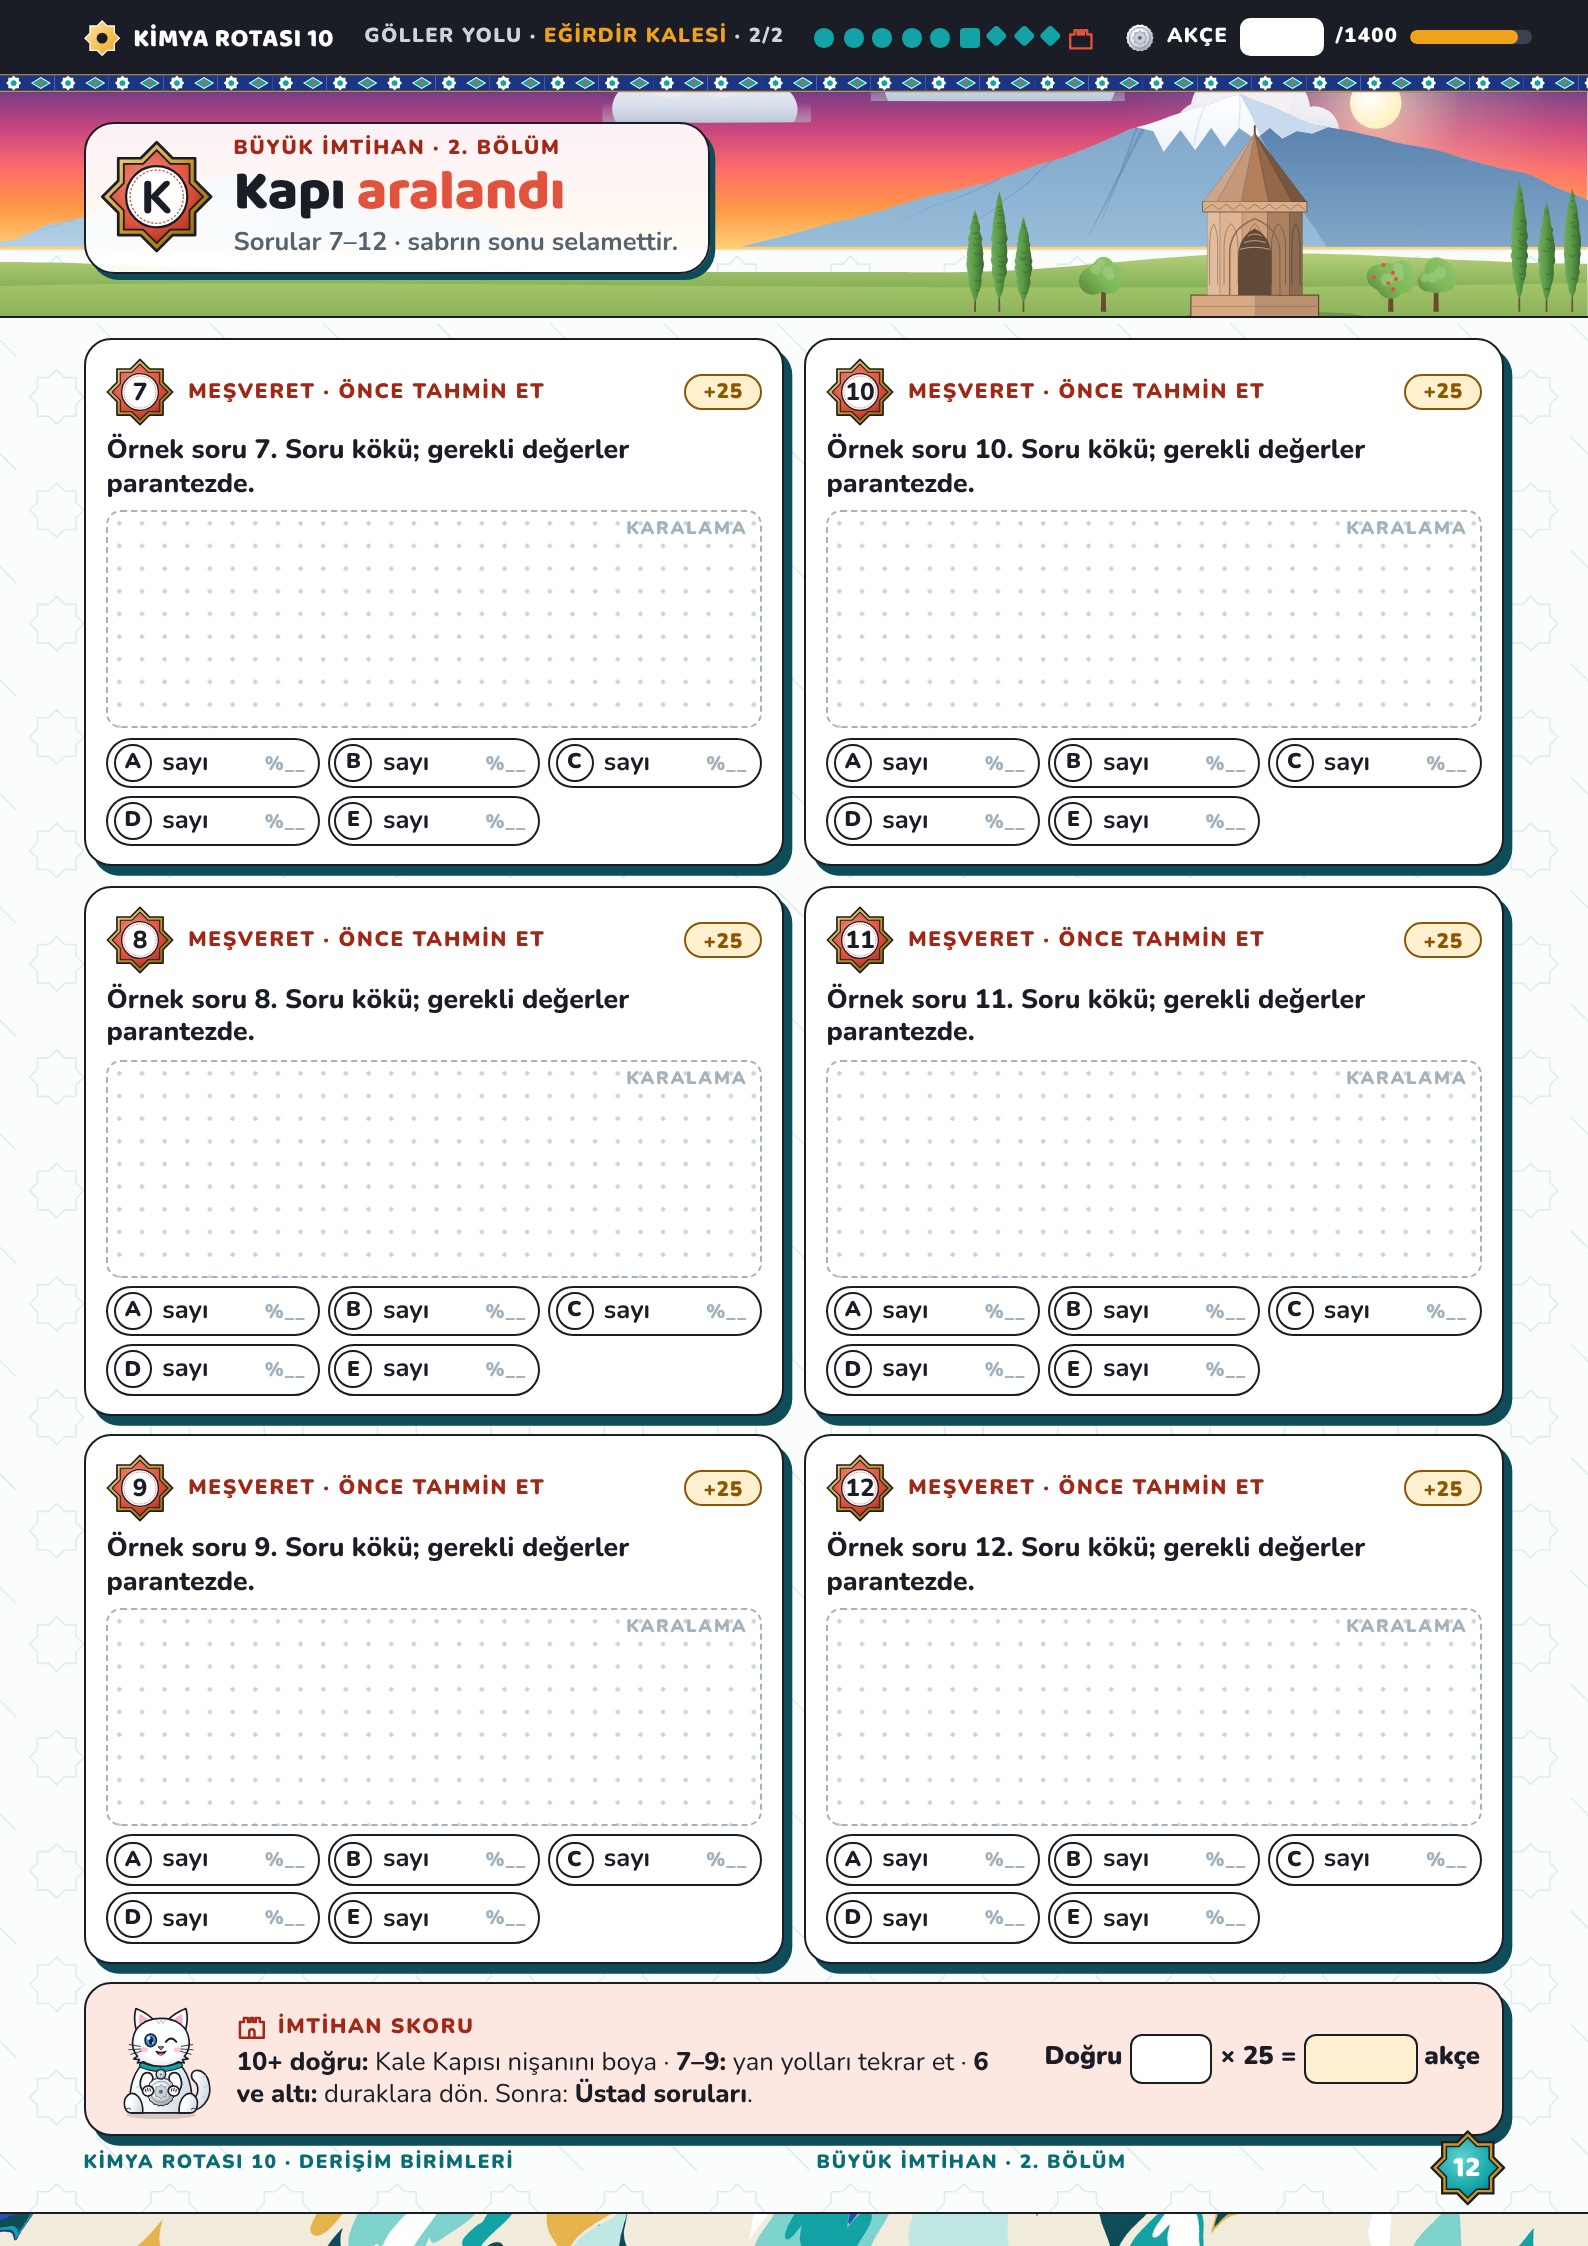 KİMYA ROTASI 10
GÖLLER YOLU · EĞİRDİR KALESİ · 2/2
AKÇE /1400
BÜYÜK İMTİHAN · 2. BÖLÜM
K
Kapı aralandı
Sorular 7–12 · sabrın sonu selamettir.
7 MEŞVERET · ÖNCE TAHMİN ET +25
Örnek soru 7. Soru kökü; gerekli değerler
parantezde.
KARALAMA
A sayı %__ B sayı %__ C sayı %__
D sayı %__ E sayı %__
8 MEŞVERET · ÖNCE TAHMİN ET +25
Örnek soru 8. Soru kökü; gerekli değerler
parantezde.
KARALAMA
A sayı %__ B sayı %__ C sayı %__
D sayı %__ E sayı %__
9 MEŞVERET · ÖNCE TAHMİN ET +25
Örnek soru 9. Soru kökü; gerekli değerler
parantezde.
KARALAMA
A sayı %__ B sayı %__ C sayı %__
D sayı %__ E sayı %__
10 MEŞVERET · ÖNCE TAHMİN ET +25
Örnek soru 10. Soru kökü; gerekli değerler
parantezde.
KARALAMA
A sayı %__ B sayı %__ C sayı %__
D sayı %__ E sayı %__
11 MEŞVERET · ÖNCE TAHMİN ET +25
Örnek soru 11. Soru kökü; gerekli değerler
parantezde.
KARALAMA
A sayı %__ B sayı %__ C sayı %__
D sayı %__ E sayı %__
12 MEŞVERET · ÖNCE TAHMİN ET +25
Örnek soru 12. Soru kökü; gerekli değerler
parantezde.
KARALAMA
A sayı %__ B sayı %__ C sayı %__
D sayı %__ E sayı %__
İMTİHAN SKORU
10+ doğru: Kale Kapısı nişanını boya · 7–9: yan yolları tekrar et · 6
ve altı: duraklara dön. Sonra: Üstad soruları.
Doğru × 25 = akçe
KİMYA ROTASI 10 · DERİŞİM BİRİMLERİ
BÜYÜK İMTİHAN · 2. BÖLÜM
12